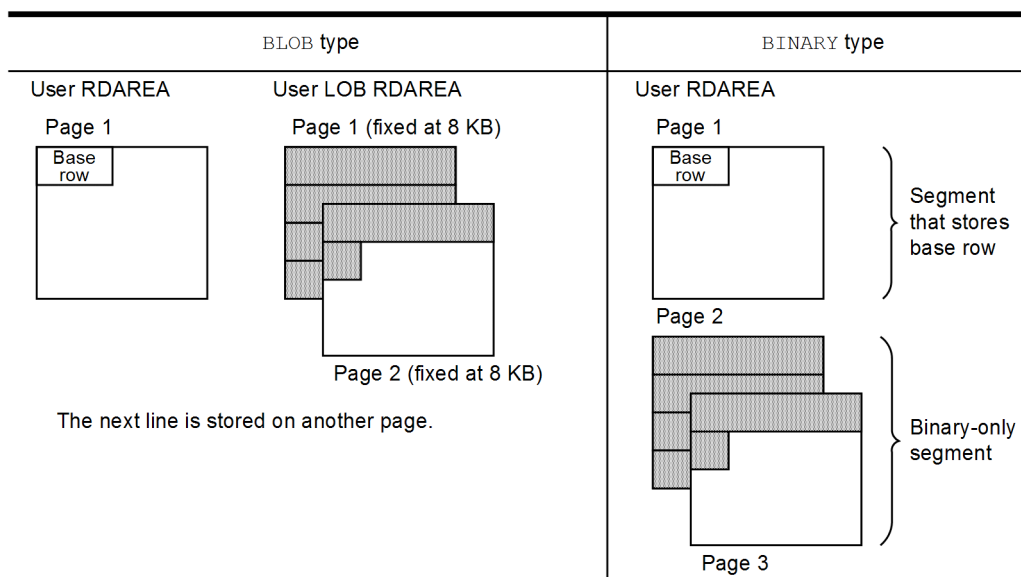 BLOB type
BINARY type
User RDAREA
User LOB RDAREA
User RDAREA
Page 1
Page 1 (fixed at 8 KB)
Page 1
Base
row
Base
row
Segment
that stores
base row
Page 2
Page 2 (fixed at 8 KB)
The next line is stored on another page.
Binary-only
segment
Page 3